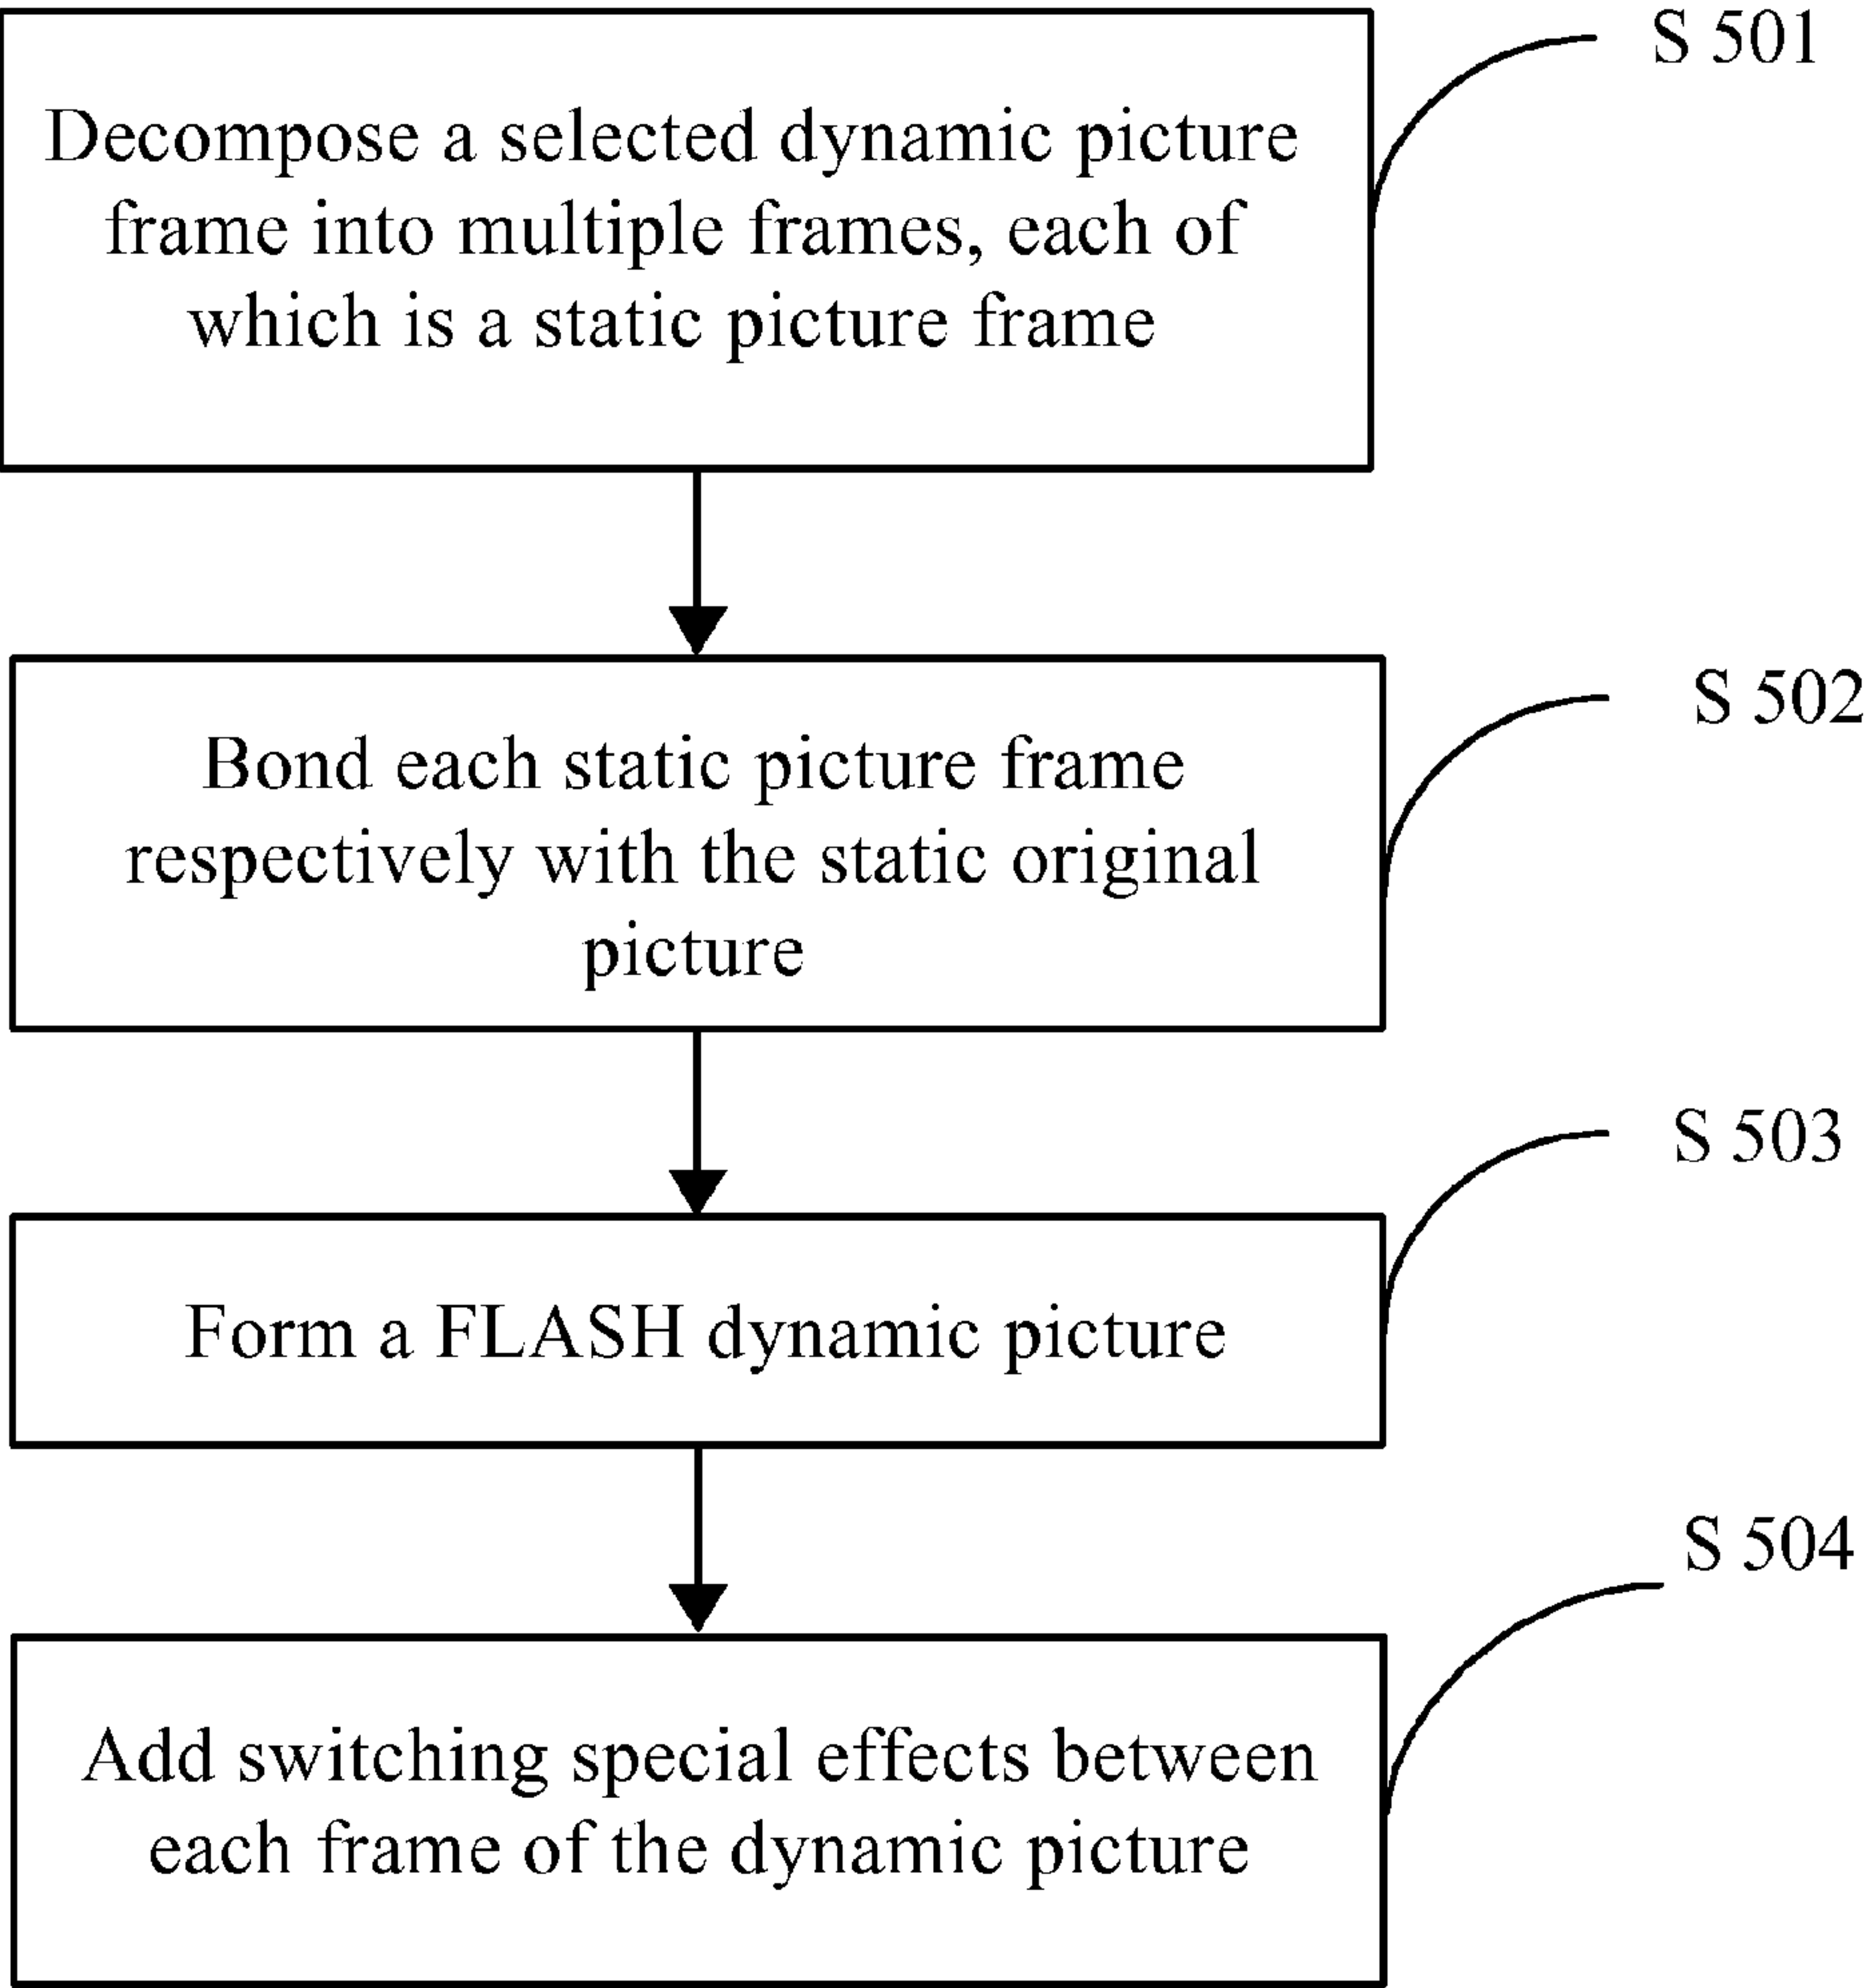 S 501
Decompose a selected dynamic picture
frame into multiple frames, each of
which is a static picture frame
S 502
Bond each static picture frame
respectively with the static original
picture
S 503
Form a FLASH dynamic picture
S 504
Add switching special effects between
each frame of the dynamic picture